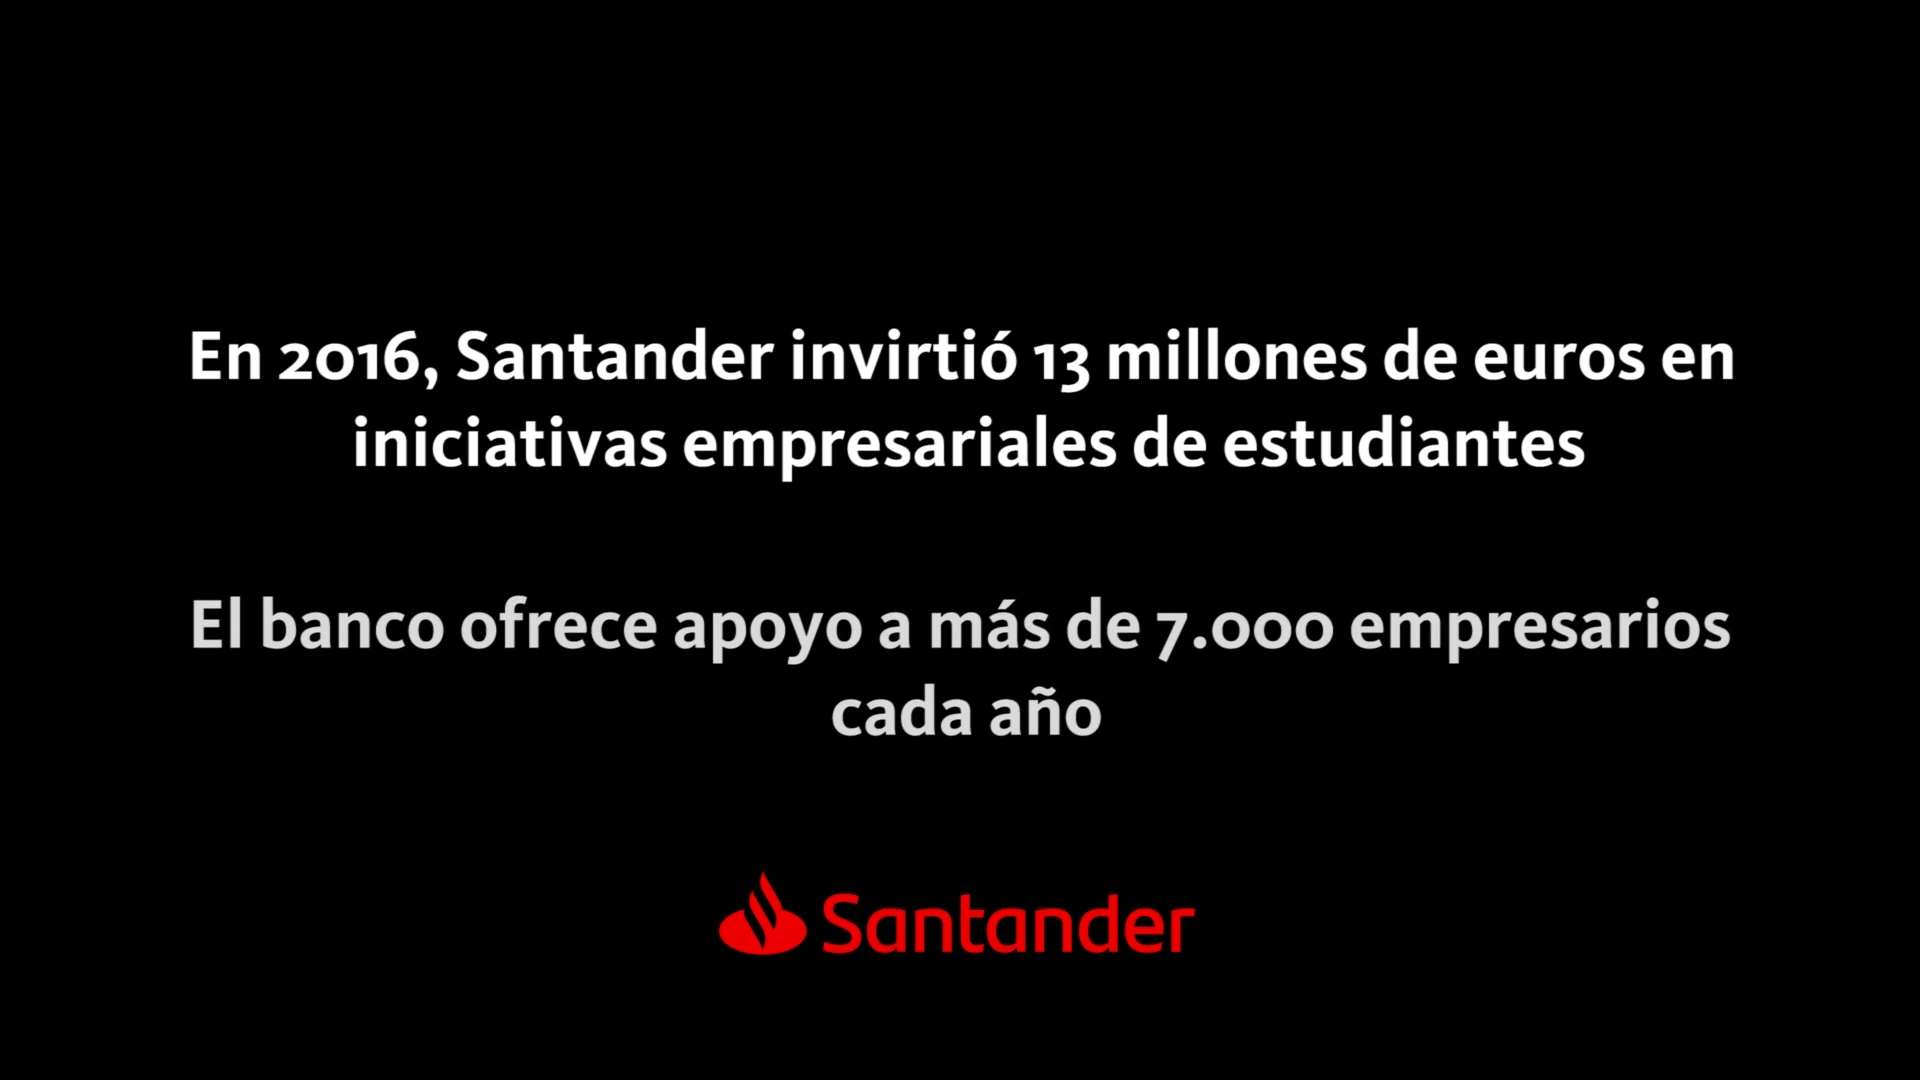 En 2016, Santander invirtió 13 millones de euros en
iniciativas empresariales de estudiantes
El banco ofrece apoyo a más de 7.000 empresarios
cada año
Santander